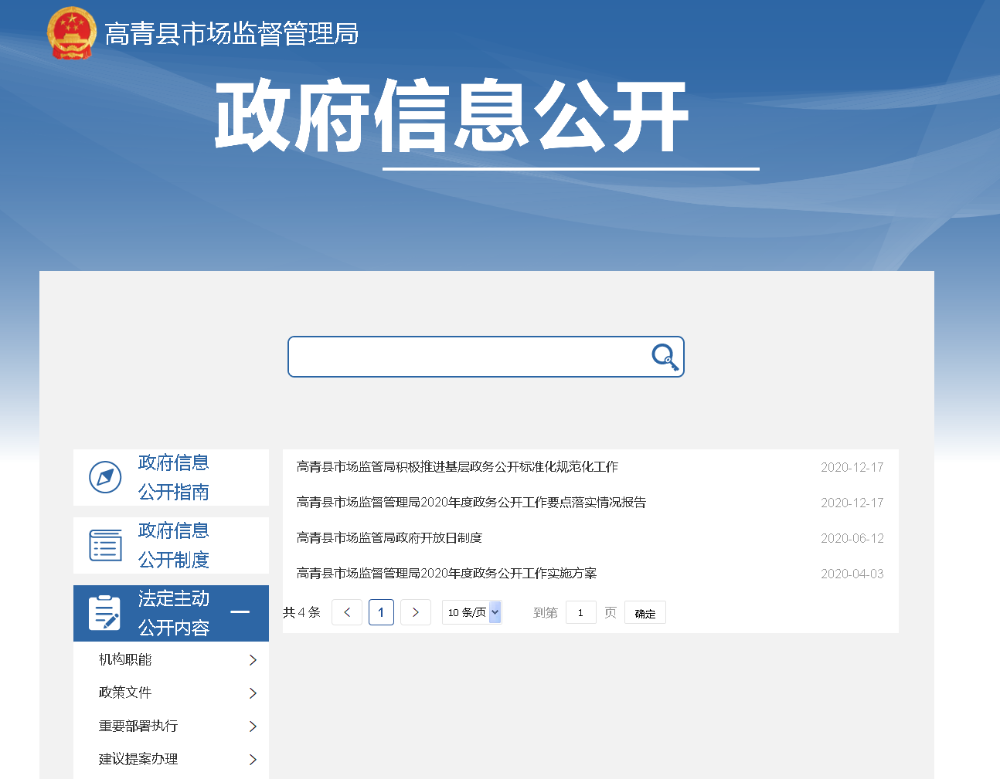 高青县市场监督管理局
政府信息公开
政府信息
公开指南
政府信息
公开制度
法定主动
公开内容
机构职能
政策文件
重要部署执行
建议提案办理
高青县市场监管局积极推进基层政务公开标准化规范化工作 2020-12-17
高青县市场监督管理局2020年度政务公开工作要点落实情况报告 2020-12-17
高青县市场监管局政府开放日制度 2020-06-12
高青县市场监督管理局2020年度政务公开工作实施方案 2020-04-03
共 4 条 1 10 条/页 到第 1 页 确定